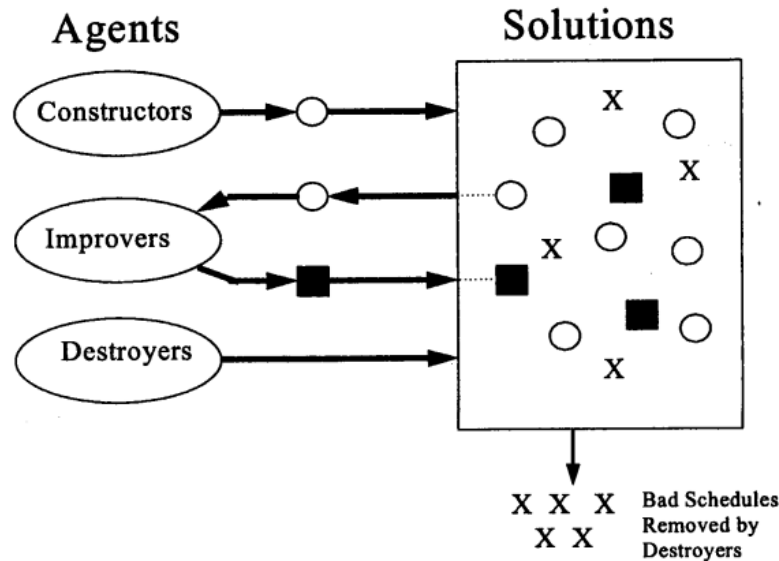 Agents
Solutions
Constructors
Improvers
Destroyers
X
X
X
X
X X X
X X
Bad Schedules
Removed by
Destroyers